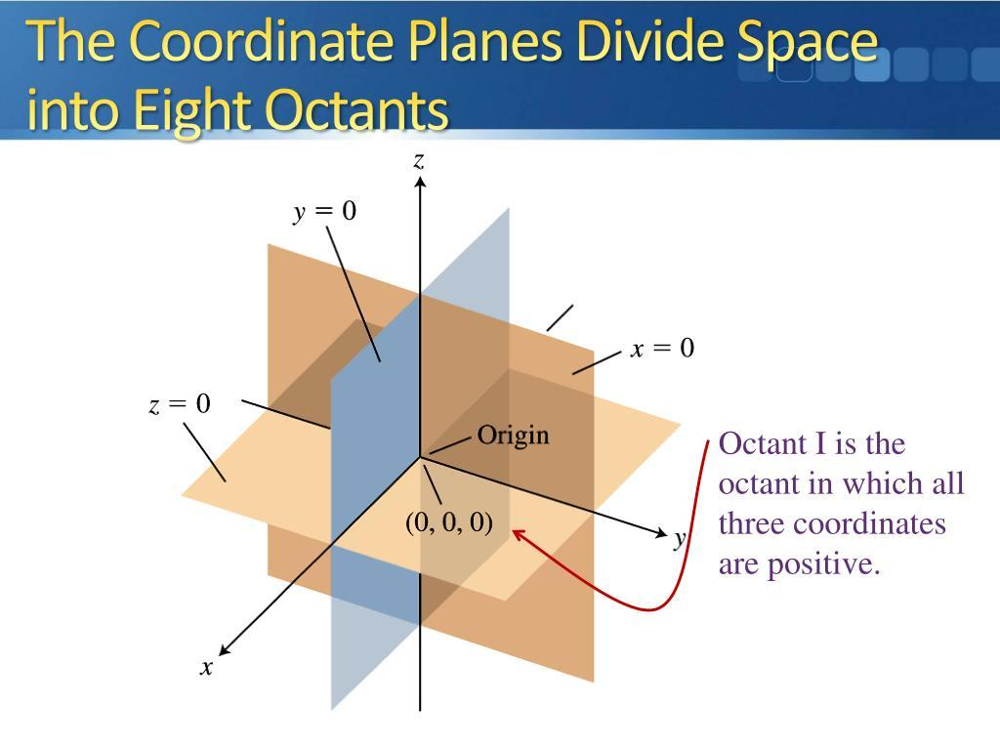 The Coordinate Planes Divide Space
into Eight Octants
z
y = 0
x = 0
z = 0
Origin
(0, 0, 0)
y
x
Octant I is the
octant in which all
three coordinates
are positive.